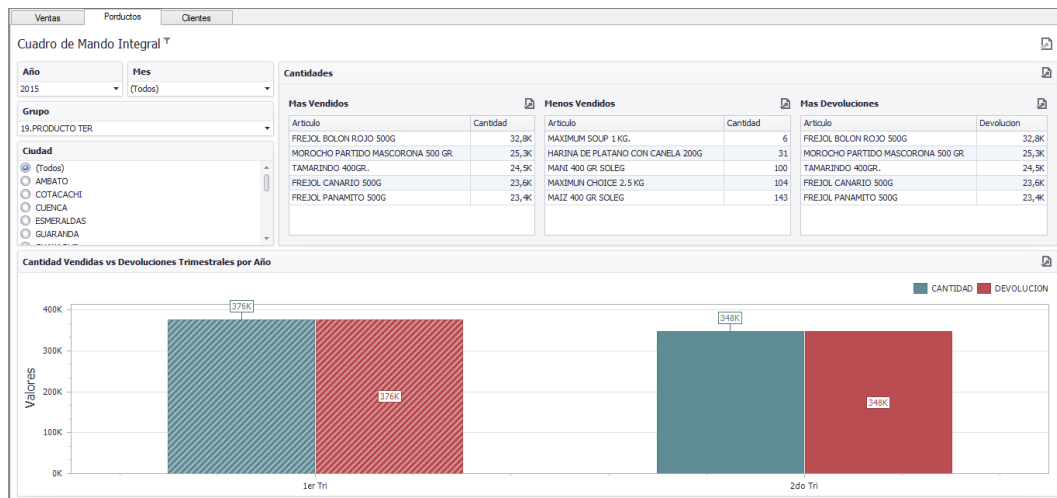 Ventas Porductos Clientes
Cuadro de Mando Integral
Año Mes
2015 (Todos)
Grupo
19.PRODUCTO TER
Ciudad
(Todos)
AMBATO
COTACACHI
CUENCA
ESMERALDAS
GUARANDA
Cantidades
Mas Vendidos
Articulo Cantidad
FREJOL BOLON ROJO 500G 32,8K
MOROCHO PARTIDO MASCORONA 500 GR 25,3K
TAMARINDO 400GR. 24,5K
FREJOL CANARIO 500G 23,6K
FREJOL PANAMITO 500G 23,4K
Menos Vendidos
Articulo Cantidad
MAXIMUM SOUP 1 KG. 6
HARINA DE PLATANO CON CANELA 200G 31
MANI 400 GR SOLEG 100
MAXIMUN CHOICE 2.5 KG 104
MAIZ 400 GR SOLEG 143
Mas Devoluciones
Articulo Devolucion
FREJOL BOLON ROJO 500G 32,8K
MOROCHO PARTIDO MASCORONA 500 GR 25,3K
TAMARINDO 400GR. 24,5K
FREJOL CANARIO 500G 23,6K
FREJOL PANAMITO 500G 23,4K
Cantidad Vendidas vs Devoluciones Trimestrales por Año
CANTIDAD DEVOLUCION
Valores
400K
300K
200K
100K
0K
376K
376K
348K
348K
1er Tri 2do Tri